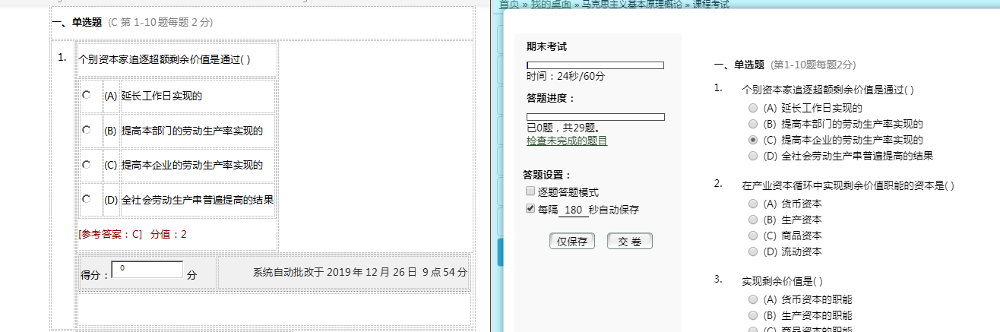 一、单选题 (C 第 1-10题每题 2 分)
1. 个别资本家追逐超额剩余价值是通过( )
(A) 延长工作日实现的
(B) 提高本部门的劳动生产率实现的
(C) 提高本企业的劳动生产率实现的
(D) 全社会劳动生产串普遍提高的结果
[参考答案：C] 分值：2
得分： 0 分 系统自动批改于 2019 年 12 月 26 日 9 点 54 分
首页 » 我的桌面 » 马克思主义基本原理概论 » 课程考试
期末考试
时间：24秒/60分
答题进度：
已0题，共29题。
检查未完成的题目
答题设置：
逐题答题模式
每隔 180 秒自动保存
仅保存 交 卷
一、单选题 (第1-10题每题2分)
1. 个别资本家追逐超额剩余价值是通过( )
(A) 延长工作日实现的
(B) 提高本部门的劳动生产率实现的
(C) 提高本企业的劳动生产率实现的
(D) 全社会劳动生产串普遍提高的结果
2. 在产业资本循环中实现剩余价值职能的资本是( )
(A) 货币资本
(B) 生产资本
(C) 商品资本
(D) 流动资本
3. 实现剩余价值是( )
(A) 货币资本的职能
(B) 生产资本的职能
(C) 商品资本的职能